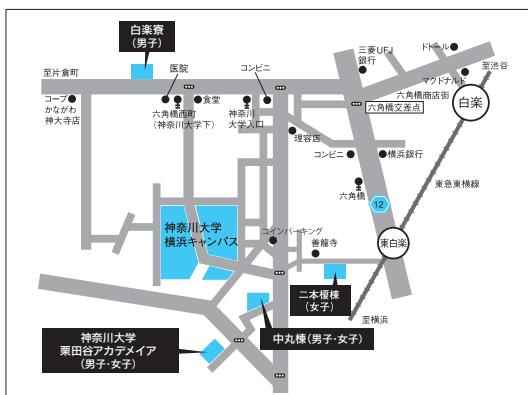 白楽寮
(男子)
至片倉町
医院
コンビニ
三菱UFJ
銀行
ドトール
マクドナルド
至渋谷
コープ
かながわ
神大寺店
六角橋西町
(神奈川大学下)
食堂
神奈川
大学入口
六角橋商店街
六角橋交差点
白楽
理容店
コンビニ
横浜銀行
六角橋
東急東横線
12
神奈川大学
横浜キャンパス
コインパーキング
善龍寺
東白楽
二本榎棟
(女子)
至横浜
中丸棟(男子・女子)
神奈川大学
栗田谷アカデメイア
(男子・女子)